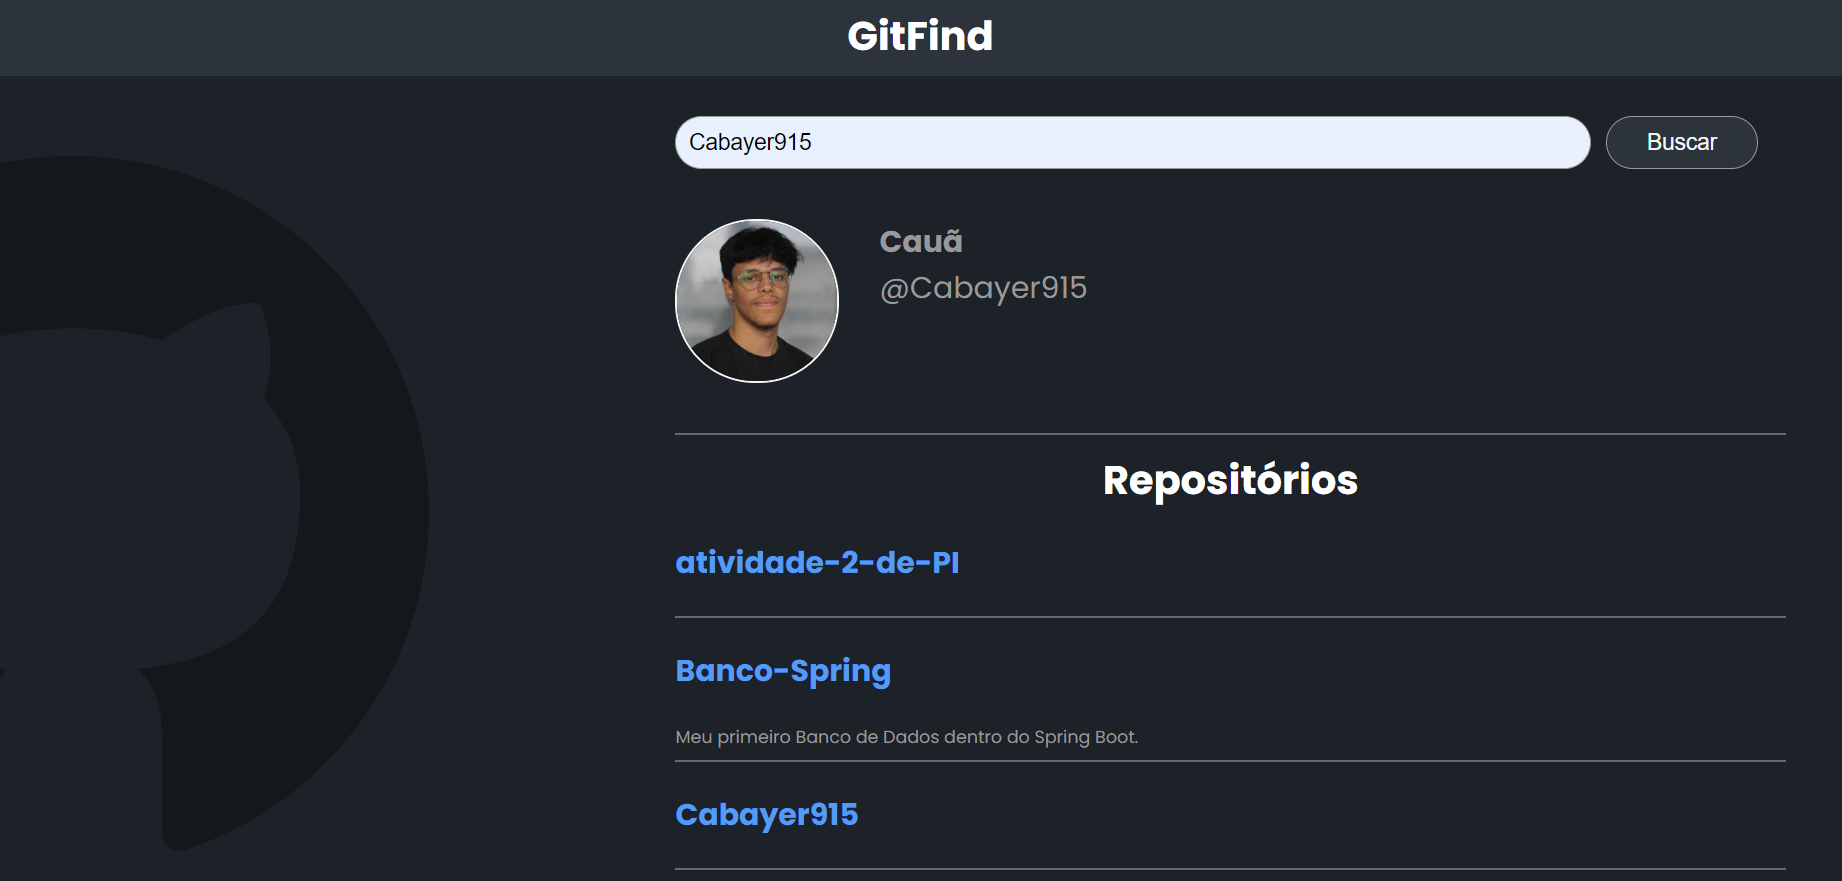 GitFind
Cabayer915
Buscar
Cauã
@Cabayer915
Repositórios
atividade-2-de-PI
Banco-Spring
Meu primeiro Banco de Dados dentro do Spring Boot.
Cabayer915